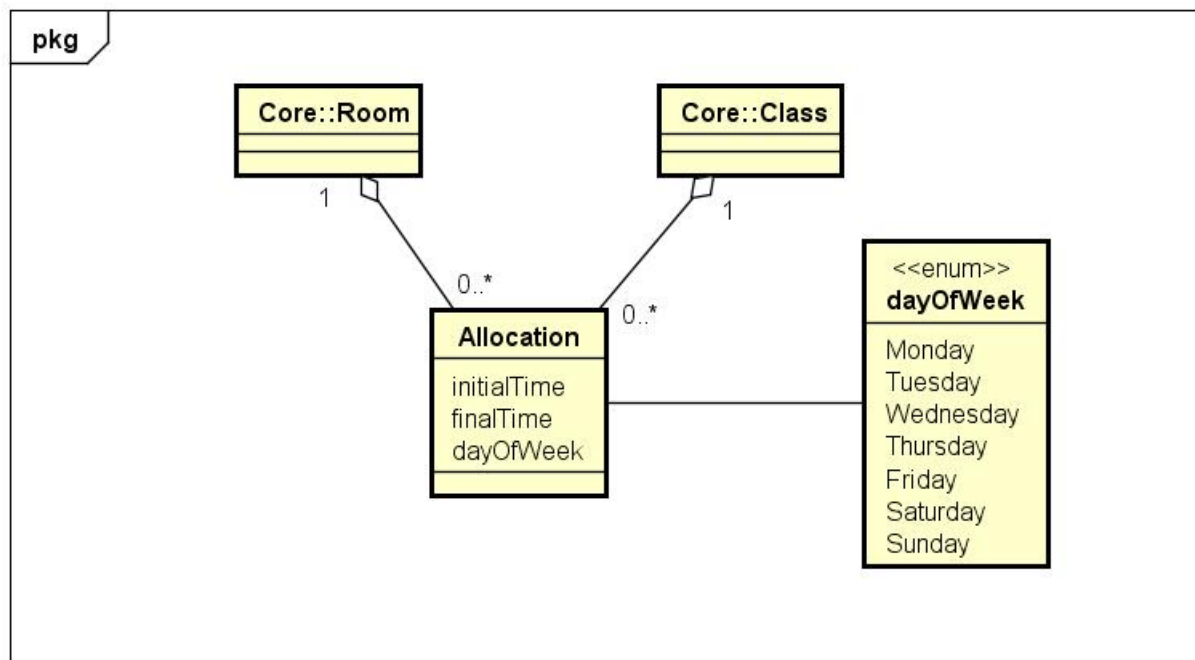 pkg
Core::Room
Core::Class
1
1
0..*
0..*
Allocation
initialTime
finalTime
dayOfWeek
<<enum>>
dayOfWeek
Monday
Tuesday
Wednesday
Thursday
Friday
Saturday
Sunday